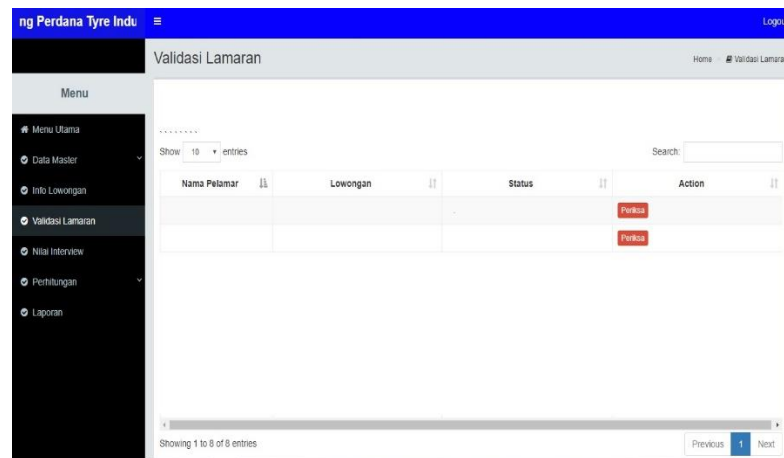 ng Perdana Tyre Indu
Logou
Validasi Lamaran
Home
Validasi Lamara
Menu
Menu Utama
Data Master
Info Lowongan
Validasi Lamaran
Nilai Interview
Perhitungan
Laporan
. . . . . . . .
Show 10 entries
Search:
Nama Pelamar Lowongan Status Action
Periksa
Periksa
Showing 1 to 8 of 8 entries
Previous 1 Next